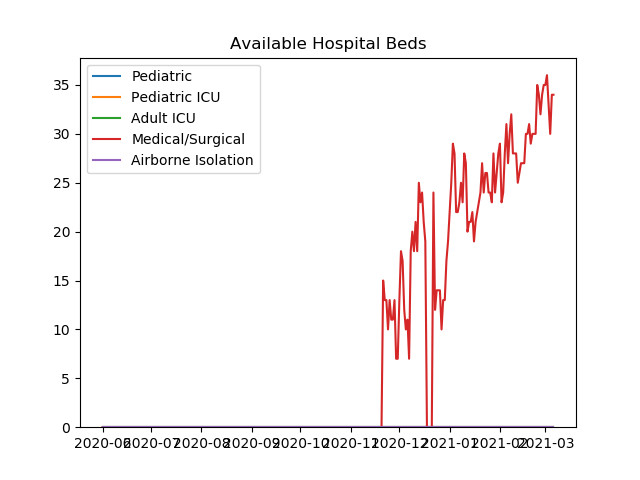 Available Hospital Beds
Pediatric
Pediatric ICU
Adult ICU
Medical/Surgical
Airborne Isolation
35
30
25
20
15
10
5
0
2020-06 2020-07 2020-08 2020-09 2020-10 2020-11 2020-12 2021-01 2021-02 2021-03